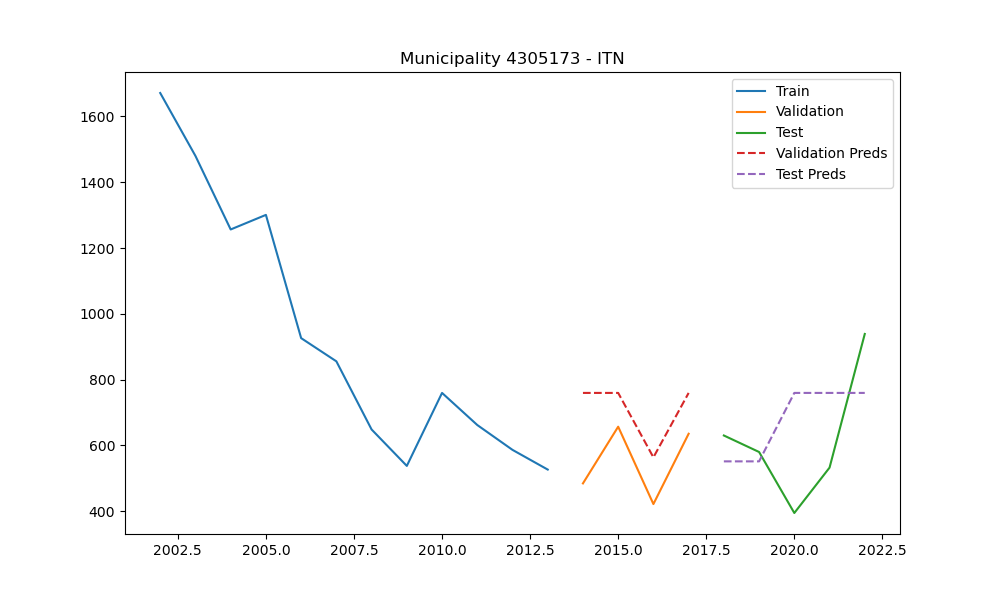 Municipality 4305173 - ITN
Train
Validation
Test
Validation Preds
Test Preds
1600
1400
1200
1000
800
600
400
2002.5 2005.0 2007.5 2010.0 2012.5 2015.0 2017.5 2020.0 2022.5